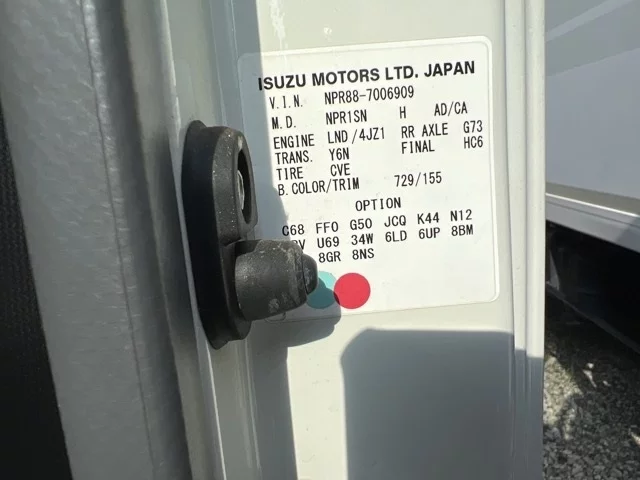 ISUZU MOTORS LTD. JAPAN
V.I.N. NPR88-7006909
M.D. NPR1SN H AD/CA
ENGINE LND/4JZ1 RR AXLE G73
TRANS. Y6N FINAL HC6
TIRE CVE
B.COLOR/TRIM 729/155
OPTION
C68 FF0 G50 JCQ K44 N12
U69 34W 6LD 6UP 8BM
8GR 8NS